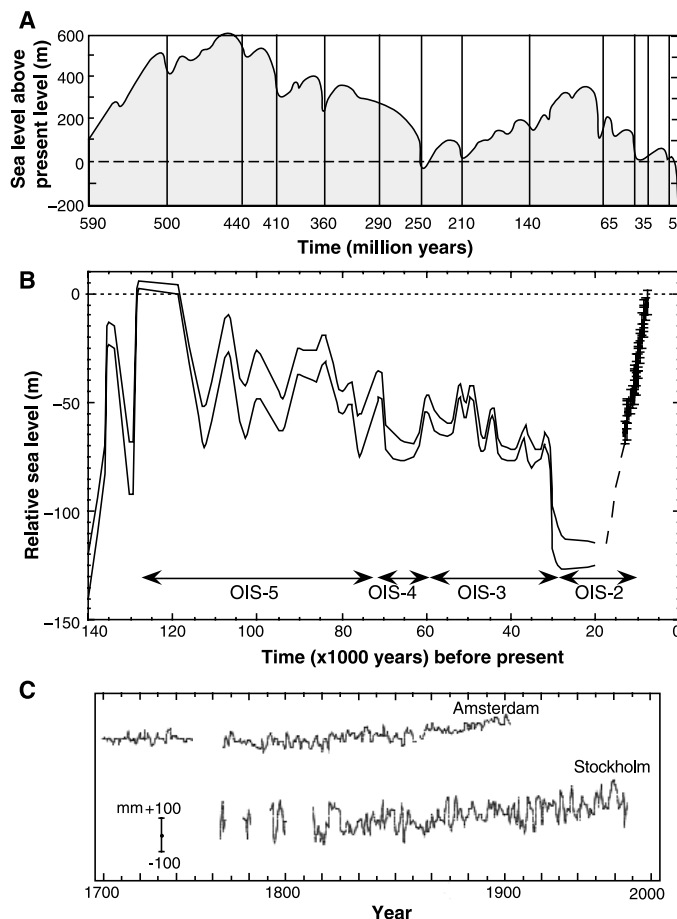 A
Sea level above
present level (m)
600
400
200
0
−200
590 500 440 410 360 290 250 210 140 65 35 5
Time (million years)
B
Relative sea level (m)
0
−50
−100
−150
OIS-5 OIS-4 OIS-3 OIS-2
140 120 100 80 60 40 20 0
Time (x1000 years) before present
C
Amsterdam
Stockholm
mm +100
-100
1700 1800 1900 2000
Year